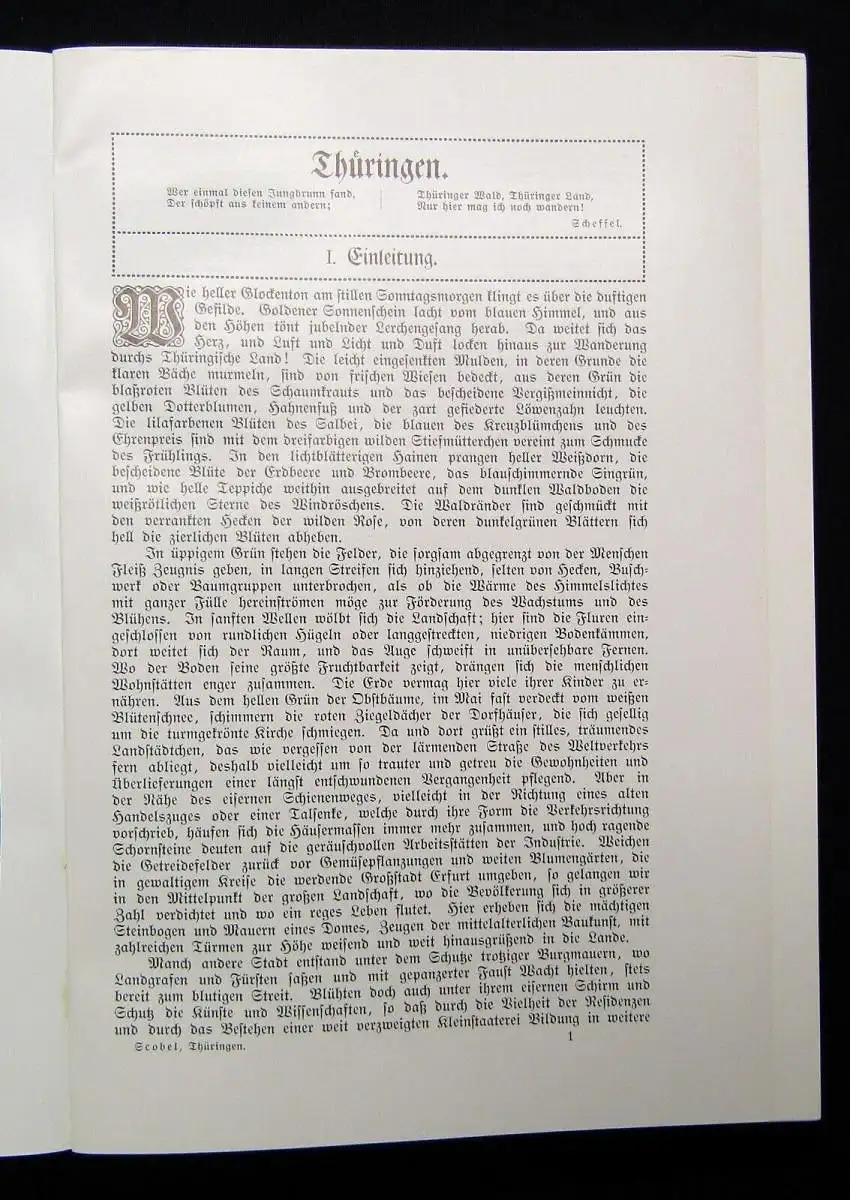 Thüringen.
Wer einmal diesen Jungbrunn fand,
Der schöpft aus keinem andern;
Thüringer Wald, Thüringer Land,
Nur hier mag ich noch wandern!
Scheffel.
I. Einleitung.
Wie heller Glockenton am stillen Sonntagsmorgen klingt es über die duftigen
Gefilde. Goldener Sonnenschein lacht vom blauen Himmel, und aus
den Höhen tönt jubelnder Lerchengesang herab. Da weitet sich das
Herz, und Luft und Licht und Duft locken hinaus zur Wanderung
durchs Thüringische Land! Die leicht eingesenkten Mulden, in deren Grunde die
klaren Bäche murmeln, sind von frischen Wiesen bedeckt, aus deren Grün die
blaßroten Blüten des Schaumkrauts und das bescheidene Vergißmeinnicht, die
gelben Dotterblumen, Hahnenfuß und der zart gefiederte Löwenzahn leuchten.
Die lilafarbenen Blüten des Salbei, die blauen des Kreuzblümchens und des
Ehrenpreis sind mit dem dreifarbigen wilden Stiefmütterchen vereint zum Schmucke
des Frühlings. In den lichtblätterigen Hainen prangen heller Weißdorn, die
bescheidene Blüte der Erdbeere und Brombeere, das blauschimmernde Singrün,
und wie helle Teppiche weithin ausgebreitet auf dem dunklen Waldboden die
weißrötlichen Sterne des Windröschens. Die Waldränder sind geschmückt mit
den verrankten Hecken der wilden Rose, von deren dunkelgrünen Blättern sich
hell die zierlichen Blüten abheben.
In üppigem Grün stehen die Felder, die sorgsam abgegrenzt von der Menschen
Fleiß Zeugnis geben, in langen Streifen sich hinziehend, selten von Hecken, Busch-
werk oder Baumgruppen unterbrochen, als ob die Wärme des Himmelslichtes
mit ganzer Fülle hereinströmen möge zur Förderung des Wachstums und des
Blühens. In sanften Wellen wölbt sich die Landschaft; hier sind die Fluren ein-
geschlossen von rundlichen Hügeln oder langgestreckten, niedrigen Bodenkämmen,
dort weitet sich der Raum, und das Auge schweift in unübersehbare Fernen.
Wo der Boden seine größte Fruchtbarkeit zeigt, drängen sich die menschlichen
Wohnstätten enger zusammen. Die Erde vermag hier viele ihrer Kinder zu er-
nähren. Aus dem hellen Grün der Obstbäume, im Mai fast verdeckt vom weißen
Blütenschnee, schimmern die roten Ziegeldächer der Dorfhäuser, die sich gesellig
um die turmgekrönte Kirche schmiegen. Da und dort grüßt ein stilles, träumendes
Landstädtchen, das wie vergessen von der lärmenden Straße des Weltverkehrs
fern abliegt, deshalb vielleicht um so trauter und getreu die Gewohnheiten und
Überlieferungen einer längst entschwundenen Vergangenheit pflegend. Aber in
der Nähe des eisernen Schienenweges, vielleicht in der Richtung eines alten
Handelszuges oder einer Talsenke, welche durch ihre Form die Verkehrsrichtung
vorschrieb, häufen sich die Häusermassen immer mehr zusammen, und hoch ragende
Schornsteine deuten auf die geräuschvollen Arbeitsstätten der Industrie. Weichen
die Getreidefelder zurück vor Gemüsepflanzungen und weiten Blumengärten, die
in gewaltigem Kreise die werdende Großstadt Erfurt umgeben, so gelangen wir
in den Mittelpunkt der großen Landschaft, wo die Bevölkerung sich in größerer
Zahl verdichtet und wo ein reges Leben flutet. Hier erheben sich die mächtigen
Steinbogen und Mauern eines Domes, Zeugen der mittelalterlichen Baukunst, mit
zahlreichen Türmen zur Höhe weisend und weit hinausgrüßend in die Lande.
Manch andere Stadt entstand unter dem Schutze trotziger Burgmauern, wo
Landgrafen und Fürsten saßen und mit gepanzerter Faust Wacht hielten, stets
bereit zum blutigen Streit. Blühten doch auch unter ihrem eisernen Schirm und
Schutz die Künste und Wissenschaften, so daß durch die Vielheit der Residenzen
und durch das Bestehen einer weit verzweigten Kleinstaaterei Bildung in weitere
Scobel, Thüringen.
1